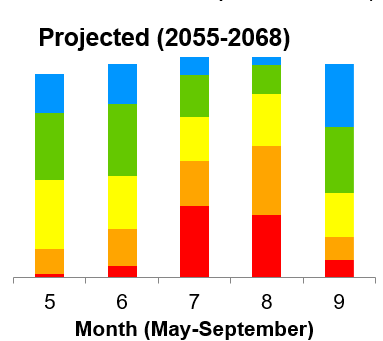 Projected (2055-2068)
5 6 7 8 9
Month (May-September)